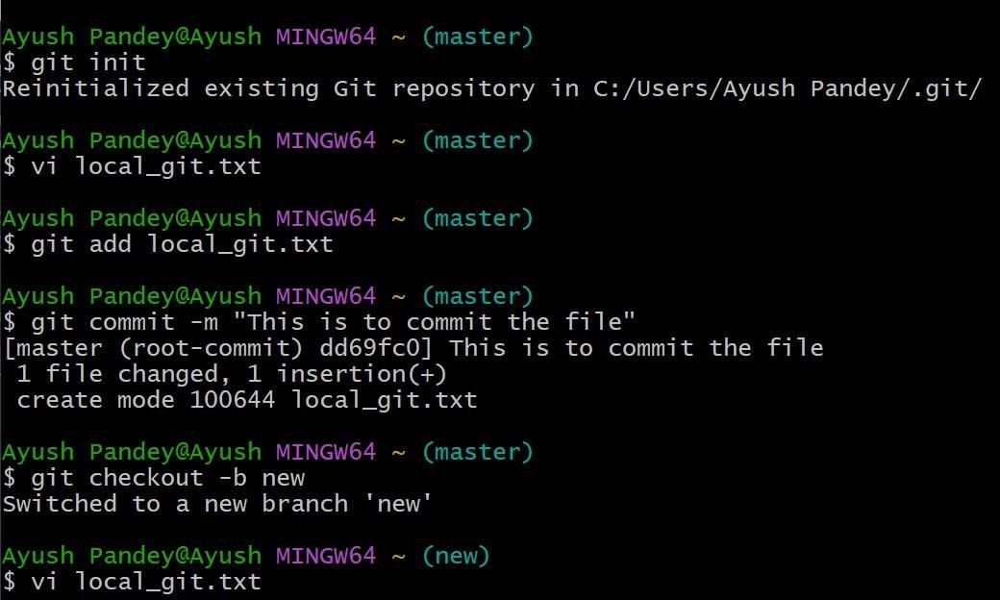 Ayush Pandey@Ayush MINGW64 ~ (master)
$ git init
Reinitialized existing Git repository in C:/Users/Ayush Pandey/.git/
Ayush Pandey@Ayush MINGW64 ~ (master)
$ vi local_git.txt
Ayush Pandey@Ayush MINGW64 ~ (master)
$ git add local_git.txt
Ayush Pandey@Ayush MINGW64 ~ (master)
$ git commit -m "This is to commit the file"
[master (root-commit) dd69fc0] This is to commit the file
 1 file changed, 1 insertion(+)
 create mode 100644 local_git.txt
Ayush Pandey@Ayush MINGW64 ~ (master)
$ git checkout -b new
Switched to a new branch 'new'
Ayush Pandey@Ayush MINGW64 ~ (new)
$ vi local_git.txt